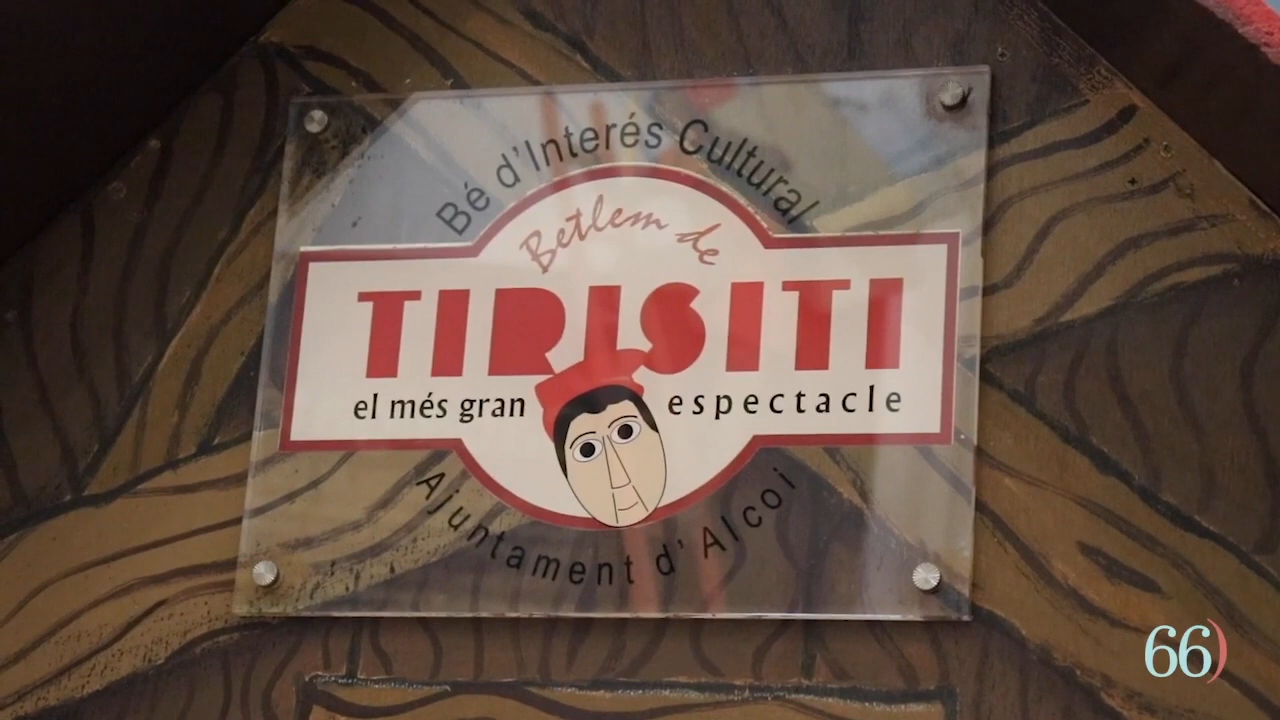 Bé d'Interés Cultural
Betlem de
TIRISITI
el més gran espectacle
Ajuntament d'Alcoi
66)